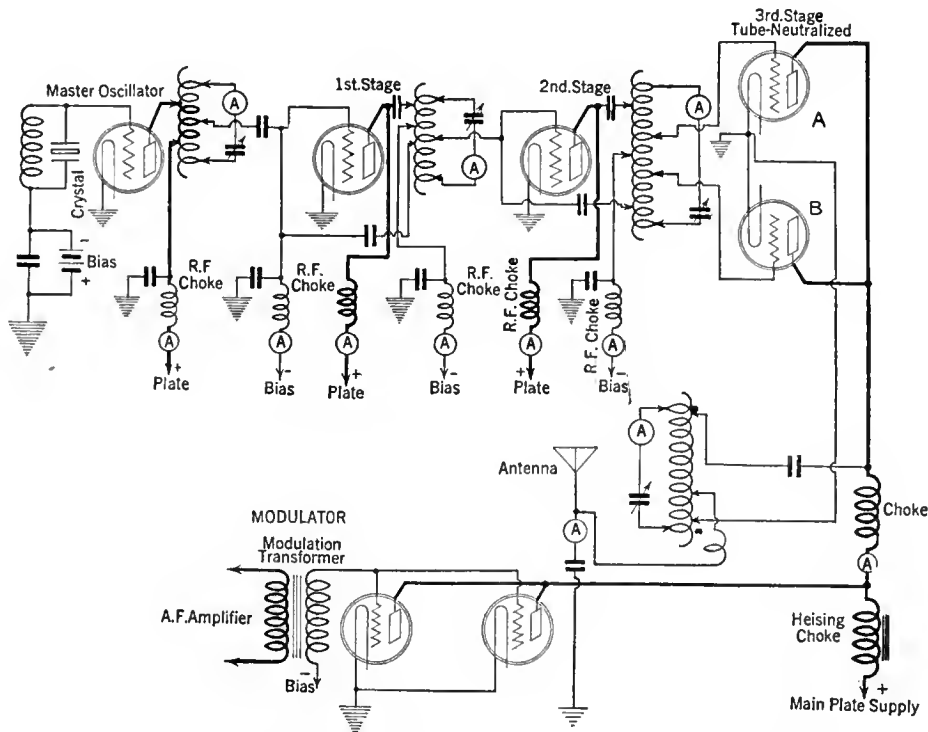 3rd.Stage
Tube-Neutralized
Master Oscillator
1st.Stage
2nd.Stage
A
A
A
A
B
Crystal
-
Bias
+
R.F
Choke
R.F.
Choke
R.F.
Choke
R.F. Choke
R.F. Choke
A
A
A
A
A
A
+
Plate
-
Bias
+
Plate
-
Bias
+
Plate
-
Bias
A
Antenna
A
Choke
A
MODULATOR
Modulation
Transformer
A.F.Amplifier
-
Bias
Heising
Choke
+
Main Plate Supply